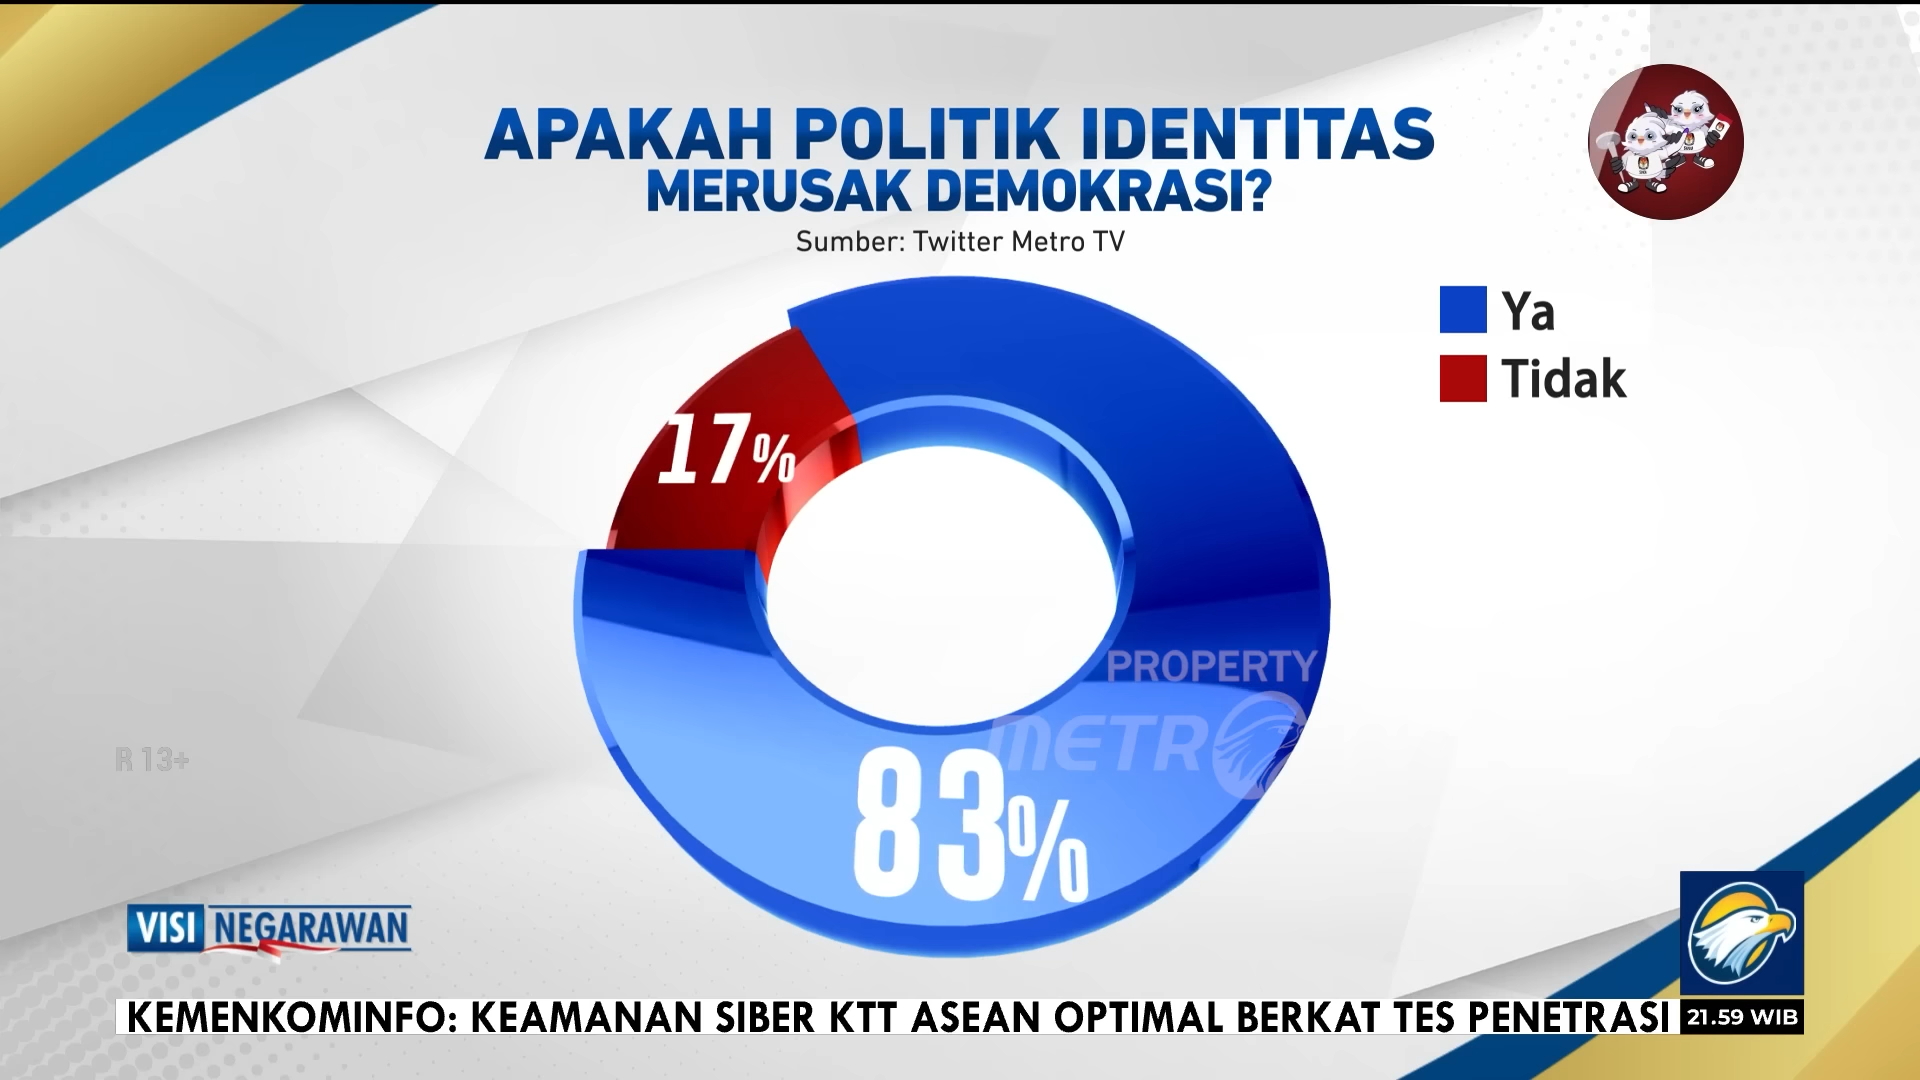 APAKAH POLITIK IDENTITAS
MERUSAK DEMOKRASI?
Sumber: Twitter Metro TV
Ya
Tidak
17%
PROPERTY
METRO
83%
R 13+
VISI NEGARAWAN
KEMENKOMINFO: KEAMANAN SIBER KTT ASEAN OPTIMAL BERKAT TES PENETRASI
21.59 WIB